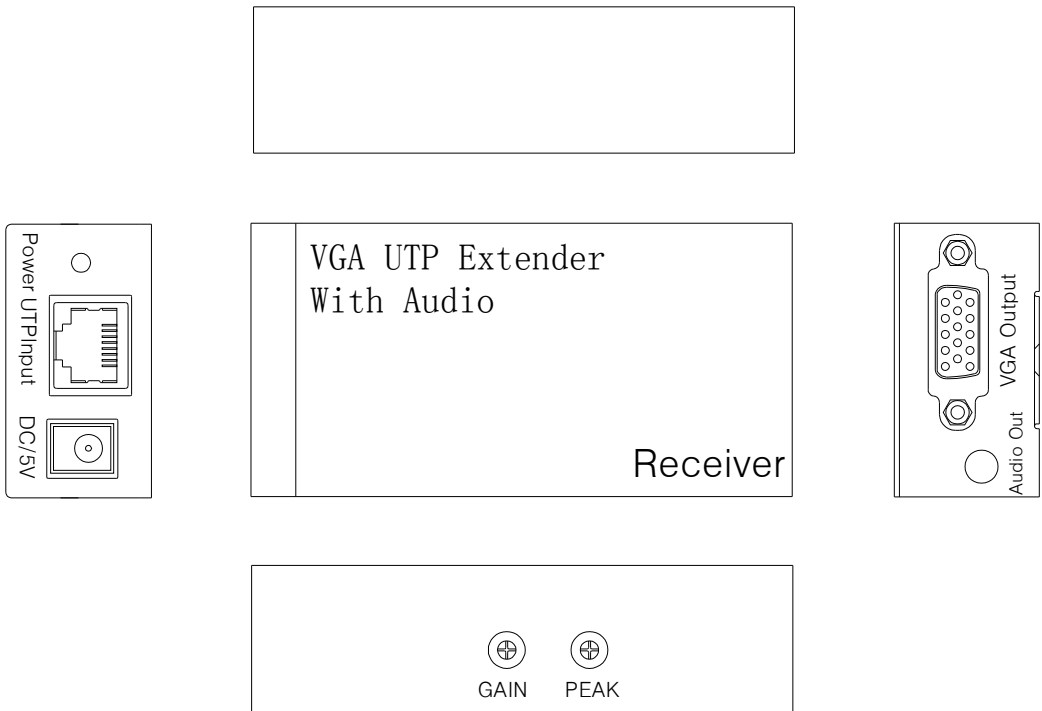 Power UTPInput
DC/5V
VGA UTP Extender
With Audio
Receiver
VGA Output
Audio Out
GAIN PEAK